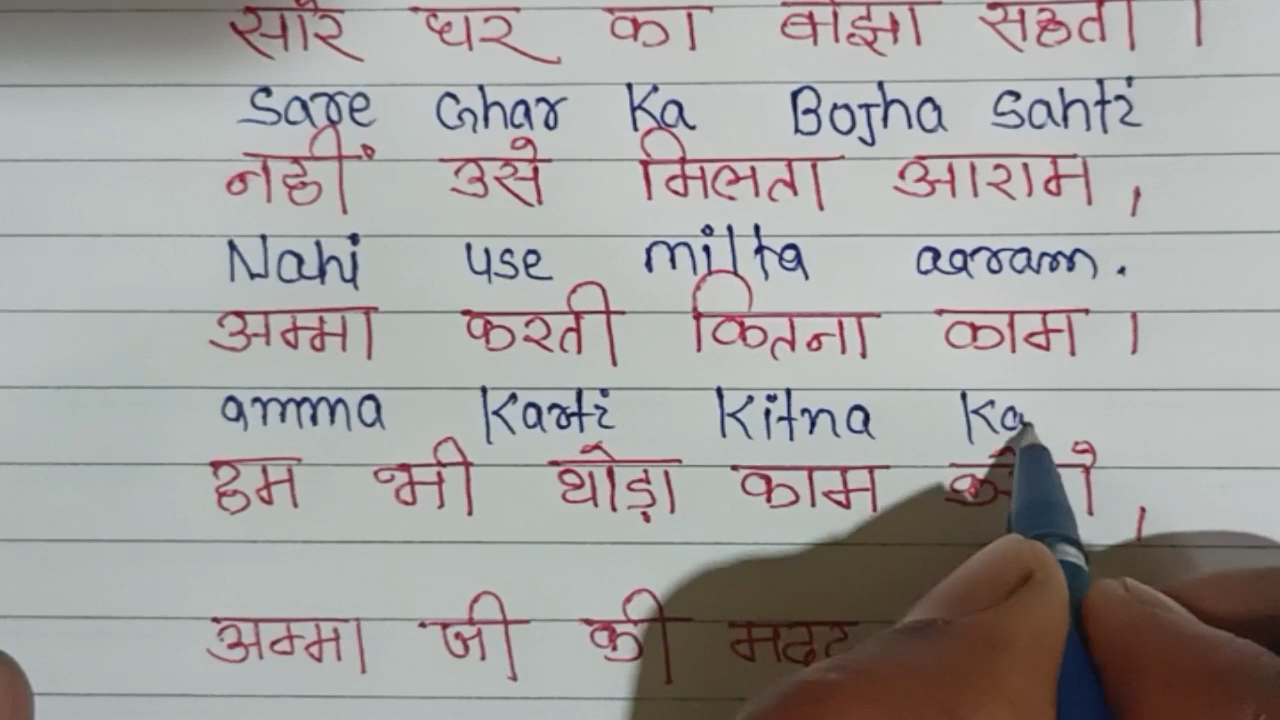 सारे घर का बोझा सहती ।
Sare Ghar Ka Bojha Sahti
नहीं उसे मिलता आराम ,
Nahi use milta aaram.
अम्मा करती कितना काम ।
amma Karti Kitna Ka
हम भी थोड़ा काम ,
अम्मा जी की मदद